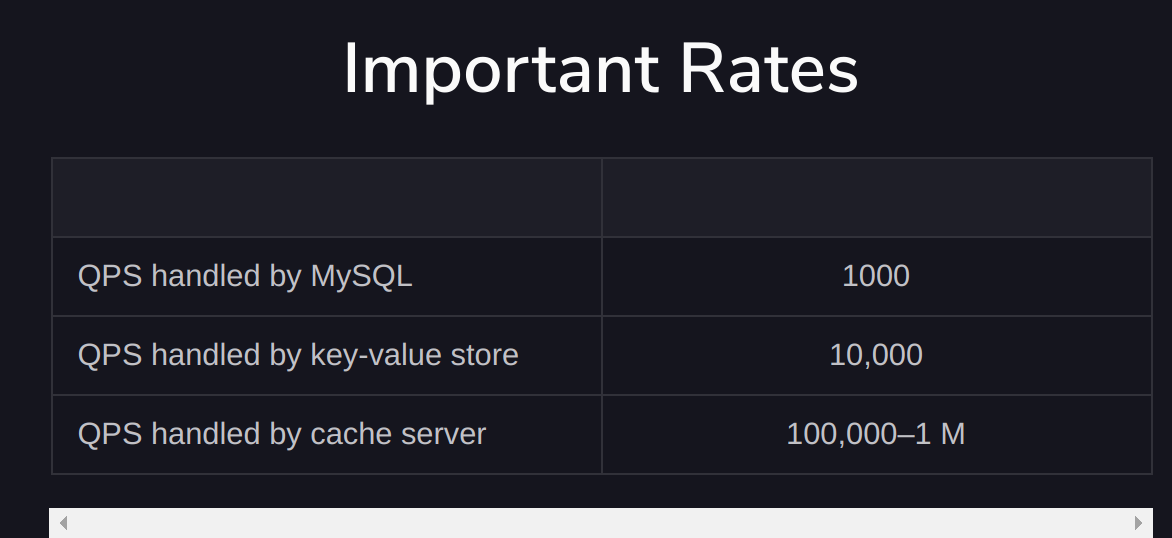 Important Rates
QPS handled by MySQL 1000
QPS handled by key-value store 10,000
QPS handled by cache server 100,000–1 M